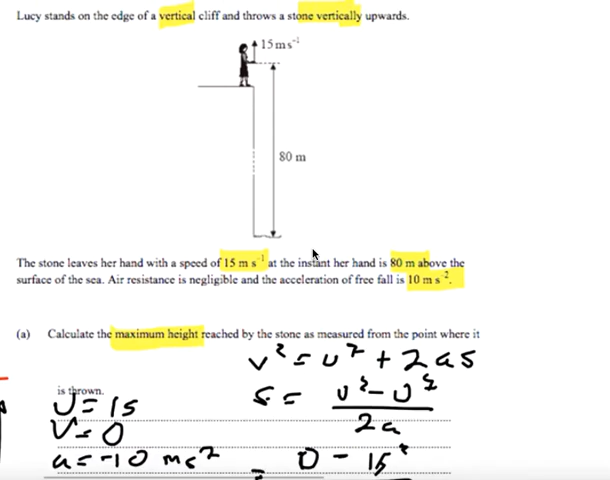 Lucy stands on the edge of a vertical cliff and throws a stone vertically upwards.
15 m s⁻¹
80 m
The stone leaves her hand with a speed of 15 m s⁻¹ at the instant her hand is 80 m above the
surface of the sea. Air resistance is negligible and the acceleration of free fall is 10 m s⁻².
(a) Calculate the maximum height reached by the stone as measured from the point where it
is thrown.
v² = u² + 2as
s = v² - u²
2a
U = 15
V = 0
a = -10 ms²
= 0 - 15²